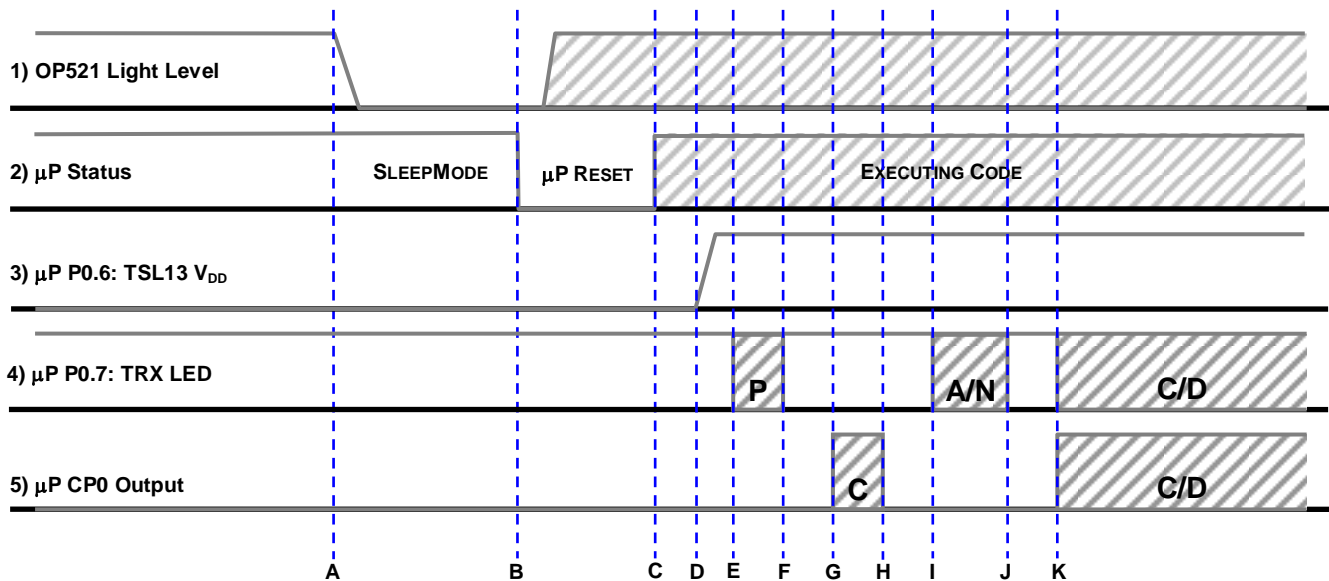 1) OP521 Light Level
2) µP Status
SLEEPMODE
µP RESET
EXECUTING CODE
3) µP P0.6: TSL13 VDD
4) µP P0.7: TRX LED
P
A/N
C/D
5) µP CP0 Output
C
C/D
A B C D E F G H I J K